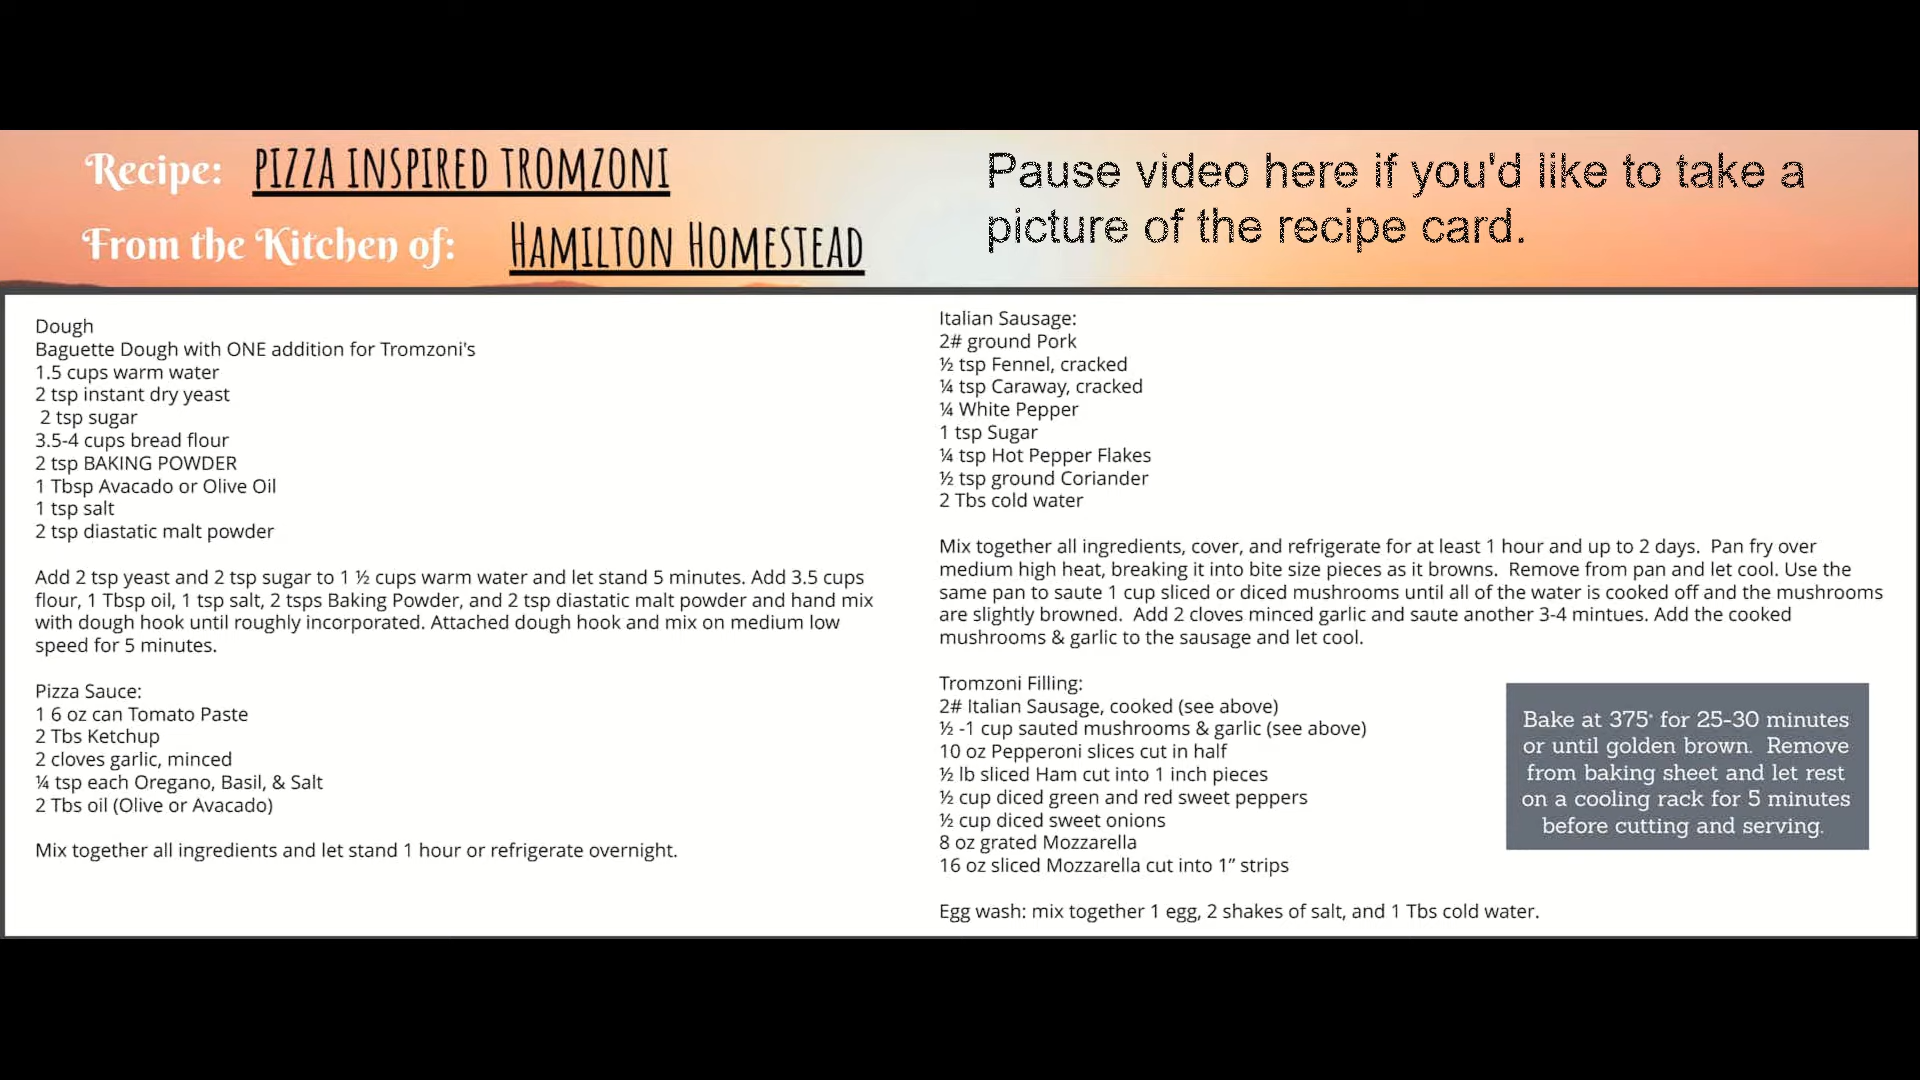 Recipe: PIZZA INSPIRED TROMZONI
From the Kitchen of: HAMILTON HOMESTEAD
Pause video here if you'd like to take a
picture of the recipe card.
Dough
Baguette Dough with ONE addition for Tromzoni's
1.5 cups warm water
2 tsp instant dry yeast
2 tsp sugar
3.5-4 cups bread flour
2 tsp BAKING POWDER
1 Tbsp Avacado or Olive Oil
1 tsp salt
2 tsp diastatic malt powder
Add 2 tsp yeast and 2 tsp sugar to 1 ½ cups warm water and let stand 5 minutes. Add 3.5 cups
flour, 1 Tbsp oil, 1 tsp salt, 2 tsps Baking Powder, and 2 tsp diastatic malt powder and hand mix
with dough hook until roughly incorporated. Attached dough hook and mix on medium low
speed for 5 minutes.
Pizza Sauce:
1 6 oz can Tomato Paste
2 Tbs Ketchup
2 cloves garlic, minced
¼ tsp each Oregano, Basil, & Salt
2 Tbs oil (Olive or Avacado)
Mix together all ingredients and let stand 1 hour or refrigerate overnight.
Italian Sausage:
2# ground Pork
½ tsp Fennel, cracked
¼ tsp Caraway, cracked
¼ White Pepper
1 tsp Sugar
¼ tsp Hot Pepper Flakes
½ tsp ground Coriander
2 Tbs cold water
Mix together all ingredients, cover, and refrigerate for at least 1 hour and up to 2 days. Pan fry over
medium high heat, breaking it into bite size pieces as it browns. Remove from pan and let cool. Use the
same pan to saute 1 cup sliced or diced mushrooms until all of the water is cooked off and the mushrooms
are slightly browned. Add 2 cloves minced garlic and saute another 3-4 mintues. Add the cooked
mushrooms & garlic to the sausage and let cool.
Tromzoni Filling:
2# Italian Sausage, cooked (see above)
½ -1 cup sauted mushrooms & garlic (see above)
10 oz Pepperoni slices cut in half
½ lb sliced Ham cut into 1 inch pieces
½ cup diced green and red sweet peppers
½ cup diced sweet onions
8 oz grated Mozzarella
16 oz sliced Mozzarella cut into 1” strips
Egg wash: mix together 1 egg, 2 shakes of salt, and 1 Tbs cold water.
Bake at 375° for 25-30 minutes
or until golden brown. Remove
from baking sheet and let rest
on a cooling rack for 5 minutes
before cutting and serving.